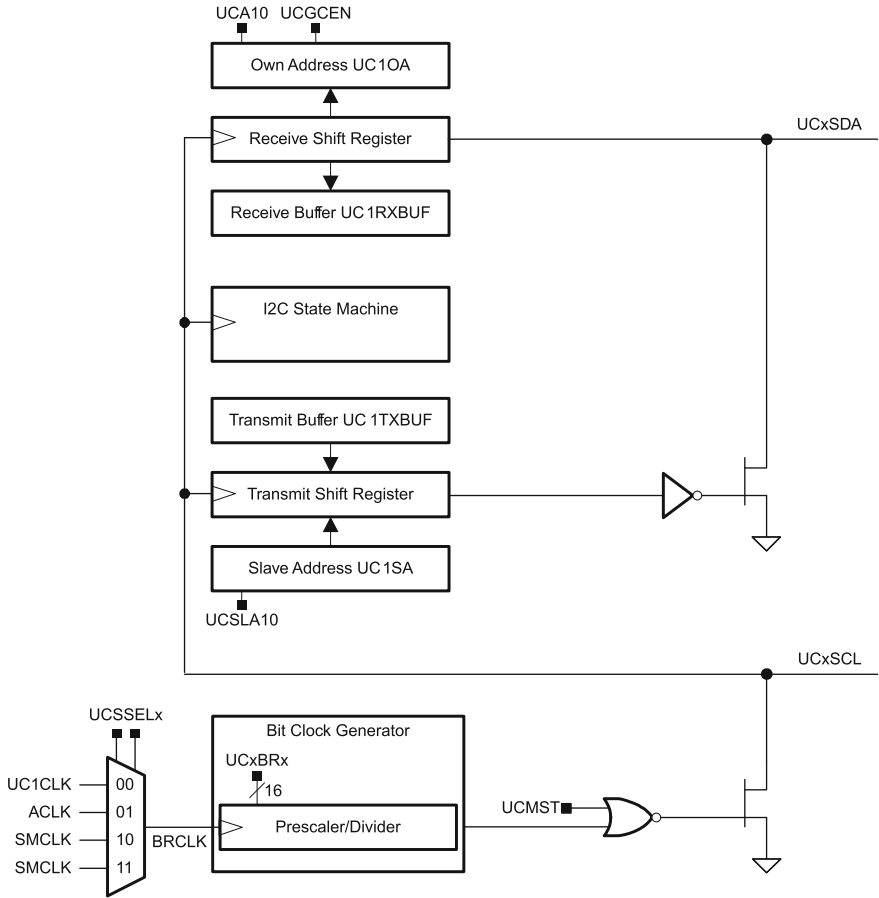 UCA10 UCGCEN
Own Address UC1OA
UCxSDA
Receive Shift Register
Receive Buffer UC1RXBUF
I2C State Machine
Transmit Buffer UC1TXBUF
Transmit Shift Register
Slave Address UC1SA
UCSLA10
UCxSCL
UCSSELx
Bit Clock Generator
UCxBRx
UC1CLK 00
16
ACLK 01
UCMST
Prescaler/Divider
SMCLK 10
BRCLK
SMCLK 11